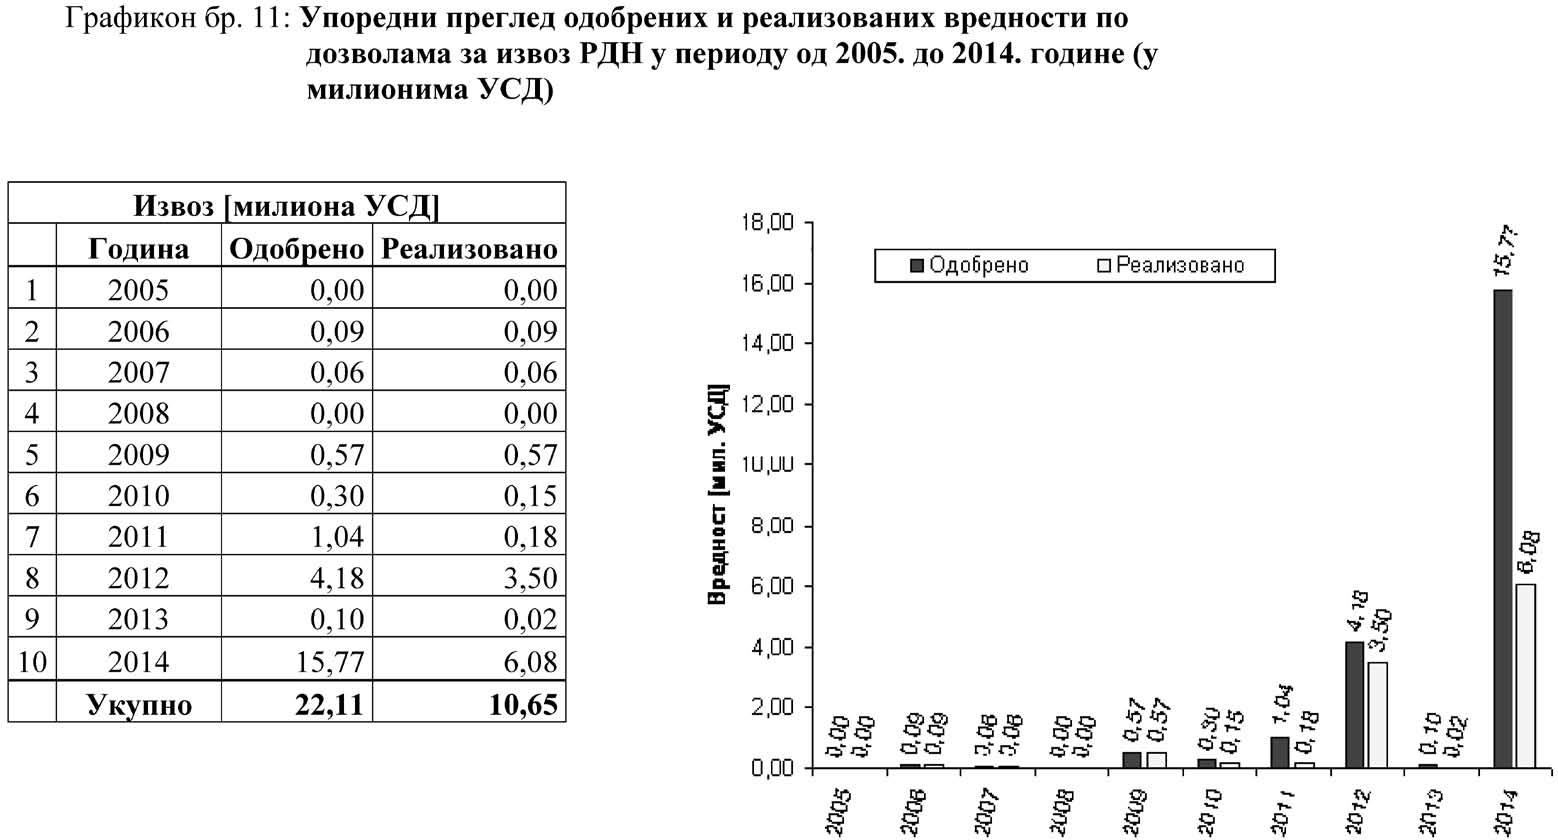 Графикон бр. 11: Упоредни преглед одобрених и реализованих вредности по
дозволама за извоз РДН у периоду од 2005. до 2014. године (у
милионима УСД)
Извоз [милиона УСД]
Година Одобрено Реализовано
1 2005 0,00 0,00
2 2006 0,09 0,09
3 2007 0,06 0,06
4 2008 0,00 0,00
5 2009 0,57 0,57
6 2010 0,30 0,15
7 2011 1,04 0,18
8 2012 4,18 3,50
9 2013 0,10 0,02
10 2014 15,77 6,08
Укупно 22,11 10,65
Вредност [мил. УСД]
18,00
16,00
14,00
12,00
10,00
8,00
6,00
4,00
2,00
0,00
Одобрено Реализовано
0,00 0,00
0,09 0,09
0,06 0,06
0,00 0,00
0,57 0,57
0,30 0,15
1,04 0,18
4,18 3,50
0,10 0,02
15,77 6,08
2005 2006 2007 2008 2009 2010 2011 2012 2013 2014